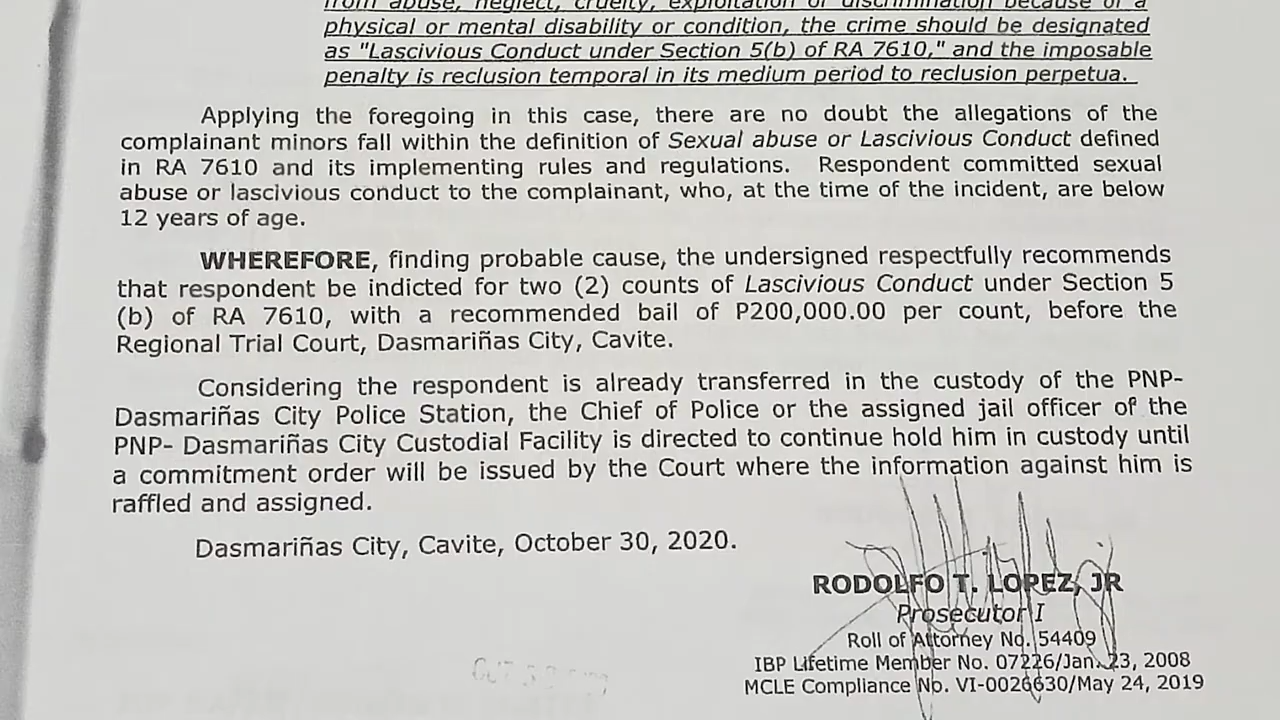 from abuse, neglect, cruelty, exploitation or discrimination because of a
physical or mental disability or condition, the crime should be designated
as "Lascivious Conduct under Section 5(b) of RA 7610," and the imposable
penalty is reclusion temporal in its medium period to reclusion perpetua.
Applying the foregoing in this case, there are no doubt the allegations of the
complainant minors fall within the definition of Sexual abuse or Lascivious Conduct defined
in RA 7610 and its implementing rules and regulations. Respondent committed sexual
abuse or lascivious conduct to the complainant, who, at the time of the incident, are below
12 years of age.
WHEREFORE, finding probable cause, the undersigned respectfully recommends
that respondent be indicted for two (2) counts of Lascivious Conduct under Section 5
(b) of RA 7610, with a recommended bail of P200,000.00 per count, before the
Regional Trial Court, Dasmariñas City, Cavite.
Considering the respondent is already transferred in the custody of the PNP-
Dasmariñas City Police Station, the Chief of Police or the assigned jail officer of the
PNP- Dasmariñas City Custodial Facility is directed to continue hold him in custody until
a commitment order will be issued by the Court where the information against him is
raffled and assigned.
Dasmariñas City, Cavite, October 30, 2020.
RODOLFO T. LOPEZ, JR
Prosecutor I
Roll of Attorney No. 54409
IBP Lifetime Member No. 07226/Jan. 23, 2008
MCLE Compliance No. VI-0026630/May 24, 2019